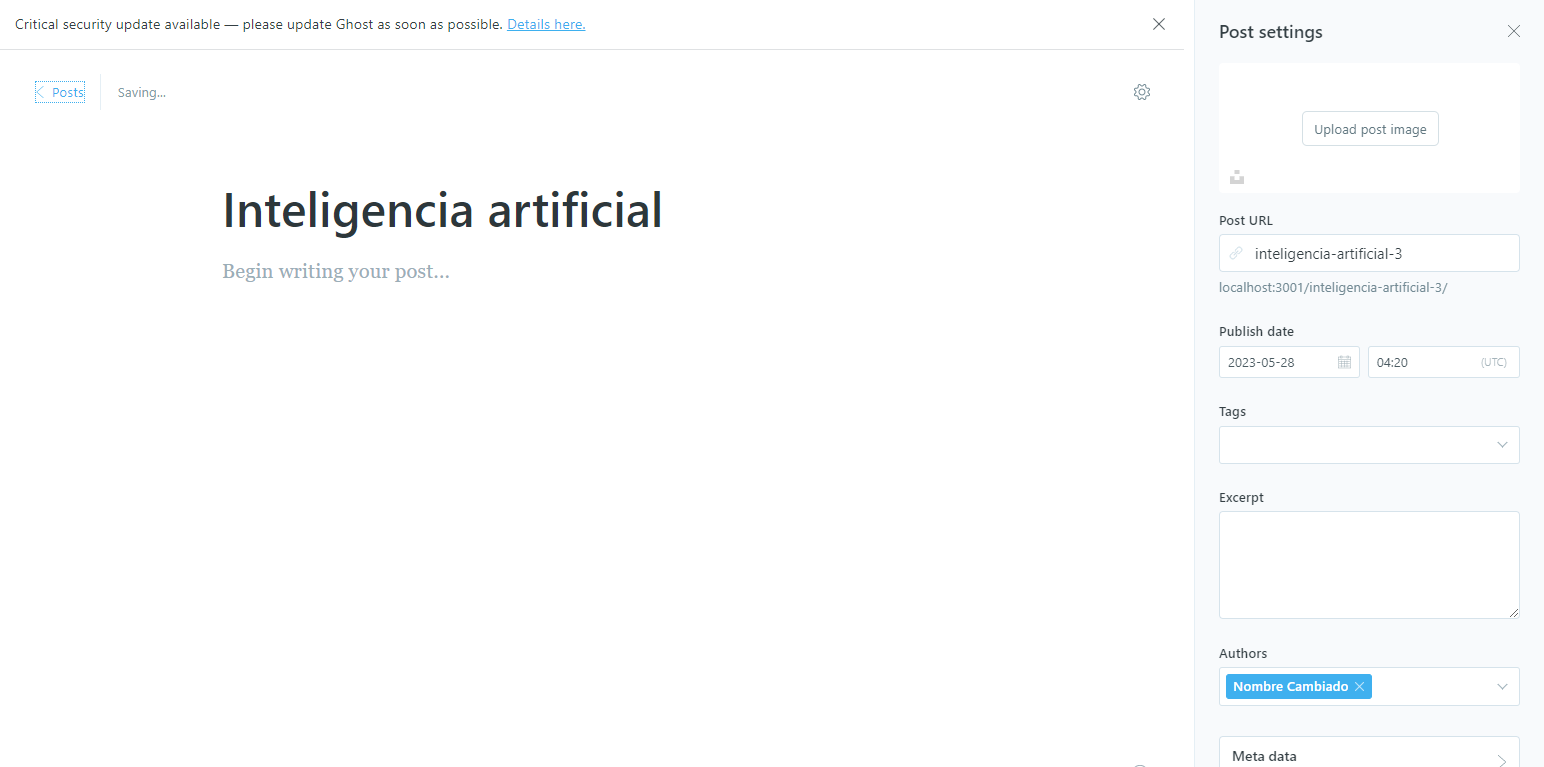 Critical security update available — please update Ghost as soon as possible. Details here.
Posts
Saving...
Inteligencia artificial
Begin writing your post...
Post settings
Upload post image
Post URL
inteligencia-artificial-3
localhost:3001/inteligencia-artificial-3/
Publish date
2023-05-28
04:20 (UTC)
Tags
Excerpt
Authors
Nombre Cambiado
Meta data